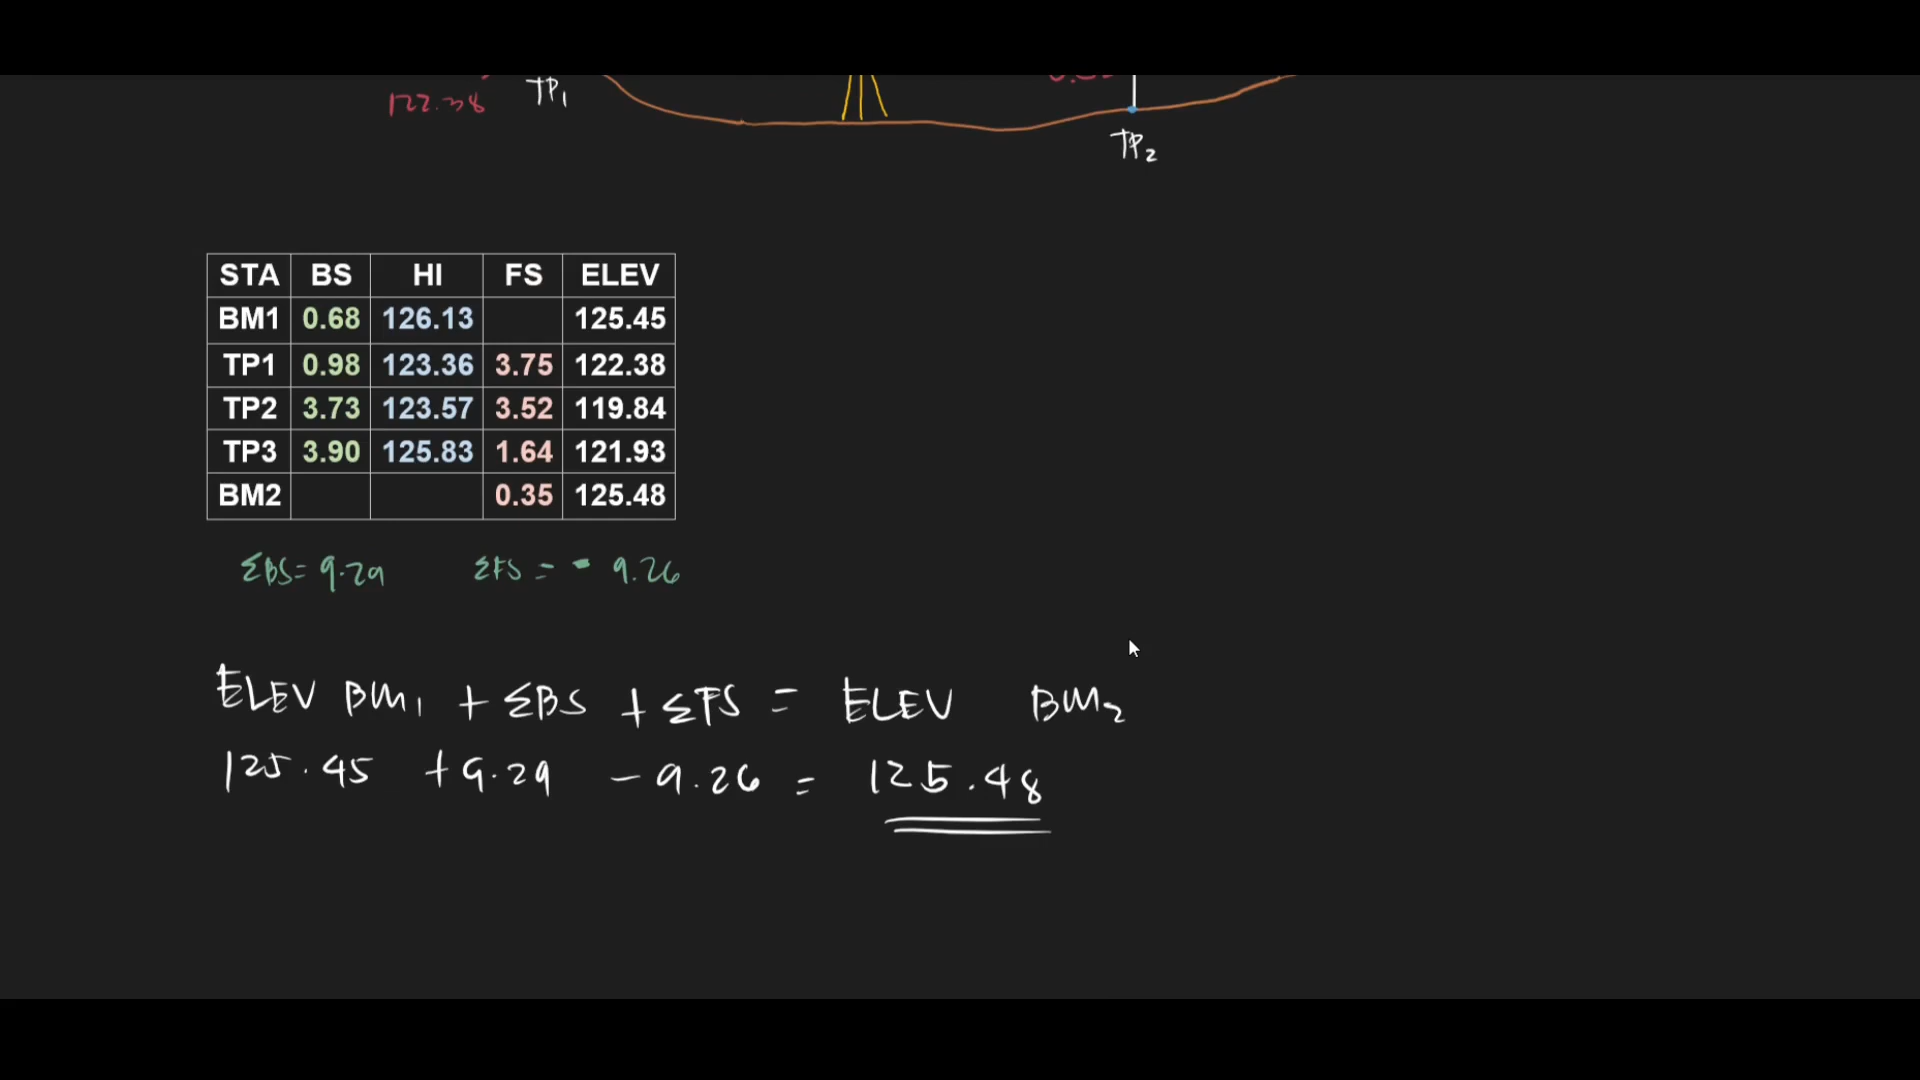 122.38 TP1
TP2
STA BS HI FS ELEV
BM1 0.68 126.13 125.45
TP1 0.98 123.36 3.75 122.38
TP2 3.73 123.57 3.52 119.84
TP3 3.90 125.83 1.64 121.93
BM2 0.35 125.48
ΣBS = 9.29 ΣFS = - 9.26
ELEV BM1 + ΣBS + ΣFS = ELEV BM2
125.45 + 9.29 - 9.26 = 125.48